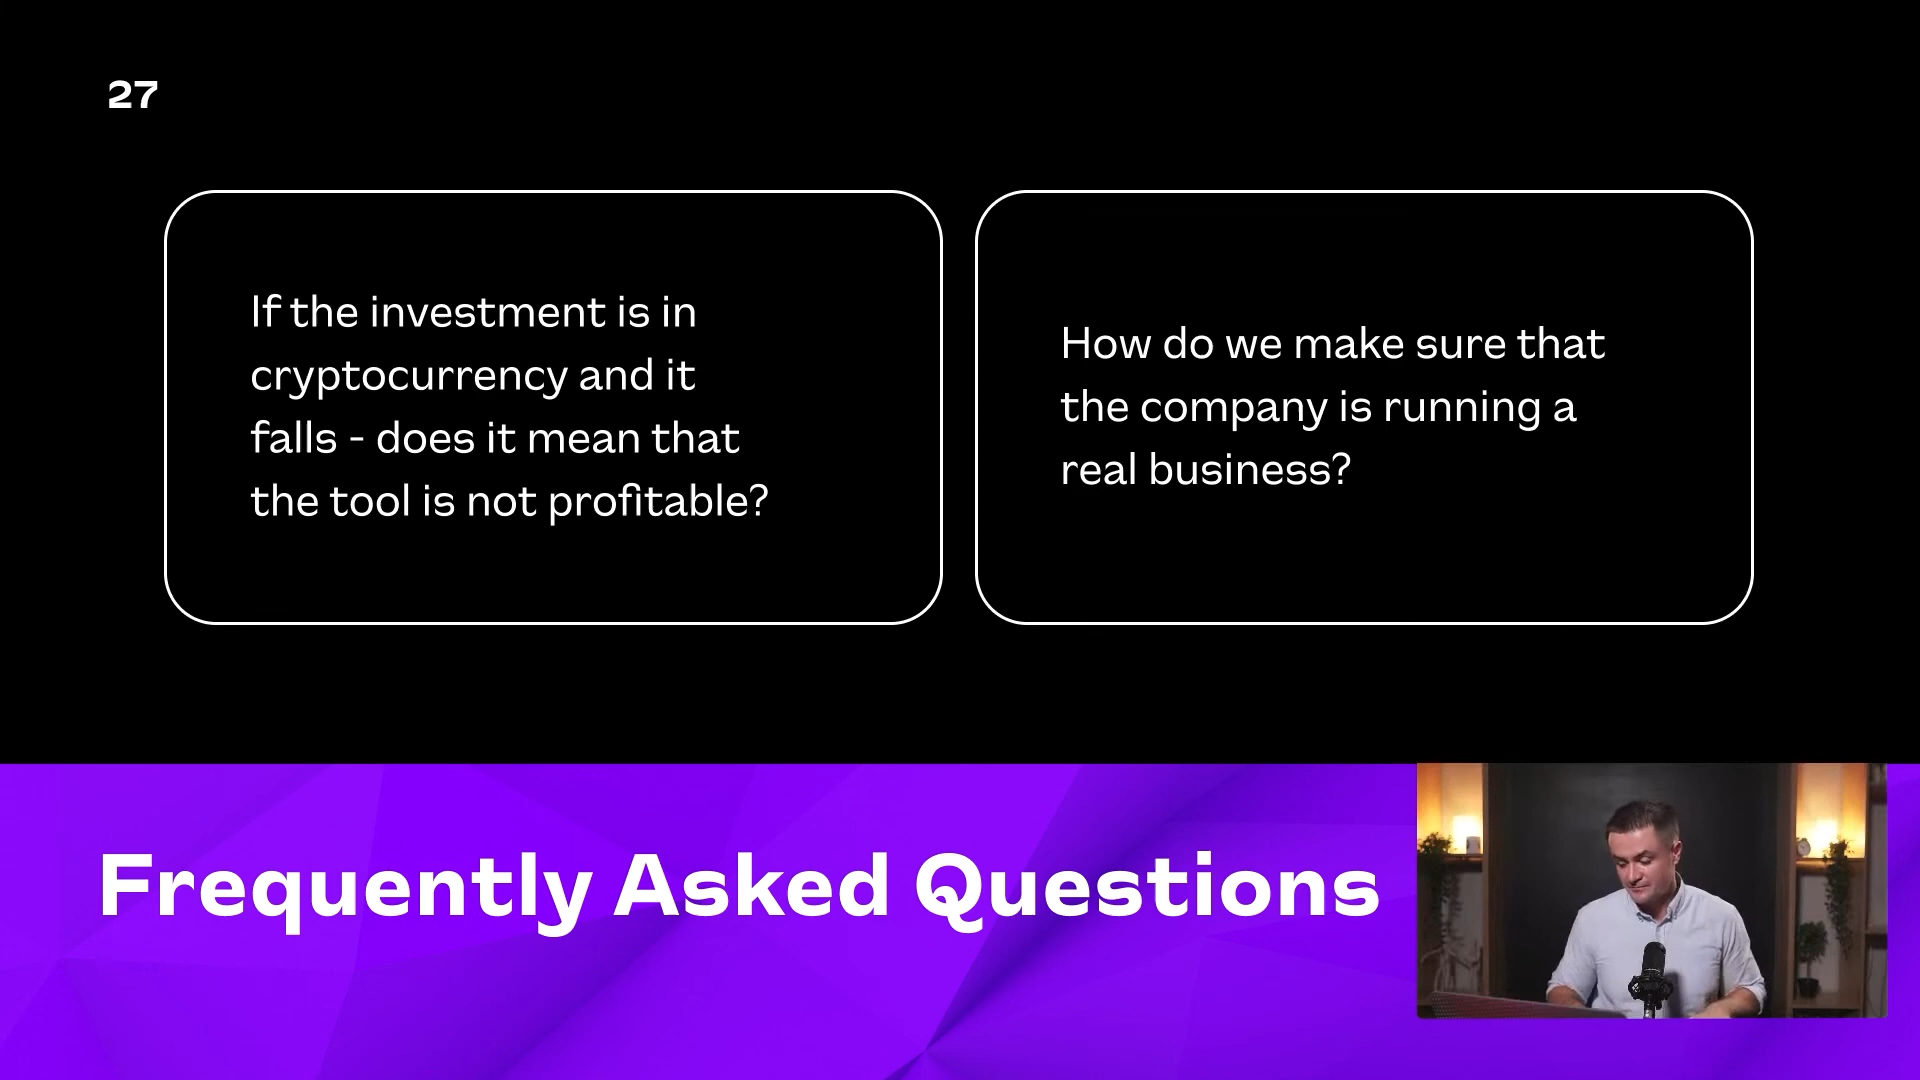 27
If the investment is in
cryptocurrency and it
falls - does it mean that
the tool is not profitable?
How do we make sure that
the company is running a
real business?
Frequently Asked Questions